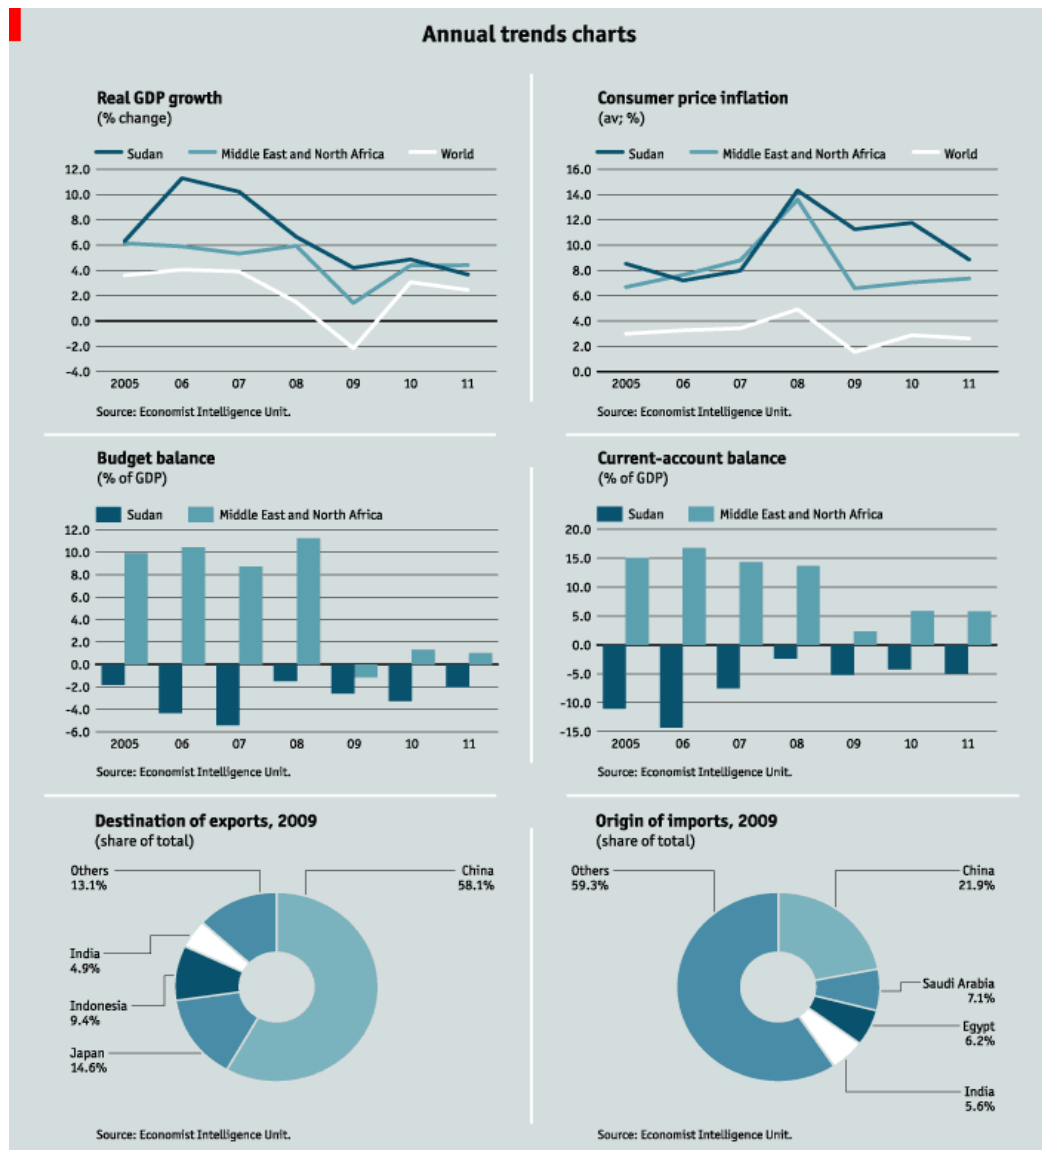 Annual trends charts
Real GDP growth
(% change)
Sudan Middle East and North Africa World
12.0
10.0
8.0
6.0
4.0
2.0
0.0
-2.0
-4.0
2005 06 07 08 09 10 11
Source: Economist Intelligence Unit.
Consumer price inflation
(av; %)
Sudan Middle East and North Africa World
16.0
14.0
12.0
10.0
8.0
6.0
4.0
2.0
0.0
2005 06 07 08 09 10 11
Source: Economist Intelligence Unit.
Budget balance
(% of GDP)
Sudan Middle East and North Africa
12.0
10.0
8.0
6.0
4.0
2.0
0.0
-2.0
-4.0
-6.0
2005 06 07 08 09 10 11
Source: Economist Intelligence Unit.
Current-account balance
(% of GDP)
Sudan Middle East and North Africa
20.0
15.0
10.0
5.0
0.0
-5.0
-10.0
-15.0
2005 06 07 08 09 10 11
Source: Economist Intelligence Unit.
Destination of exports, 2009
(share of total)
Others
13.1%
China
58.1%
India
4.9%
Indonesia
9.4%
Japan
14.6%
Source: Economist Intelligence Unit.
Origin of imports, 2009
(share of total)
Others
59.3%
China
21.9%
Saudi Arabia
7.1%
Egypt
6.2%
India
5.6%
Source: Economist Intelligence Unit.